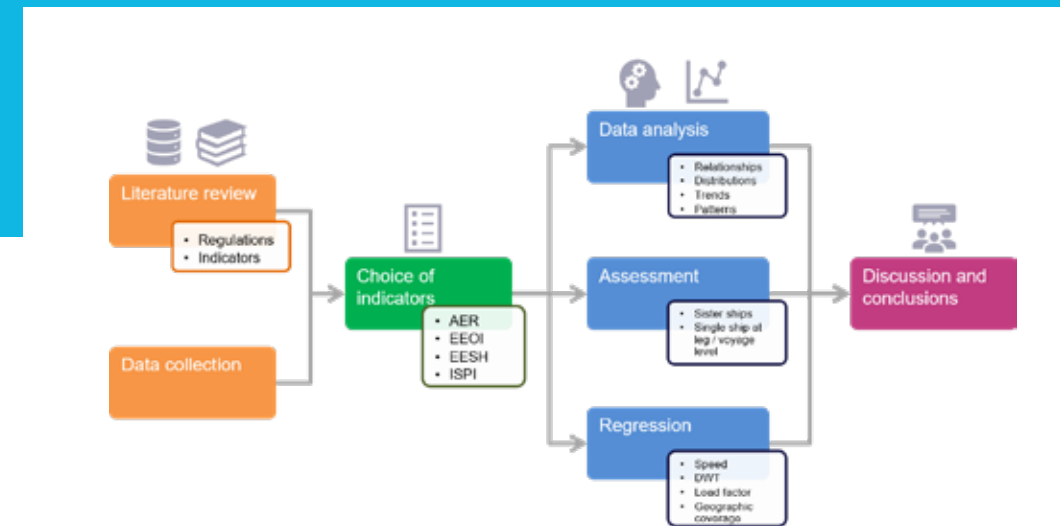 Literature review
• Regulations
• Indicators
Data collection
Choice of
indicators
• AER
• EEOI
• EESH
• ISPI
Data analysis
• Relationships
• Distributions
• Trends
• Patterns
Assessment
• Sister ships
• Single ship at
leg / voyage
level
Regression
• Speed
• DWT
• Load factor
• Geographic
coverage
Discussion and
conclusions